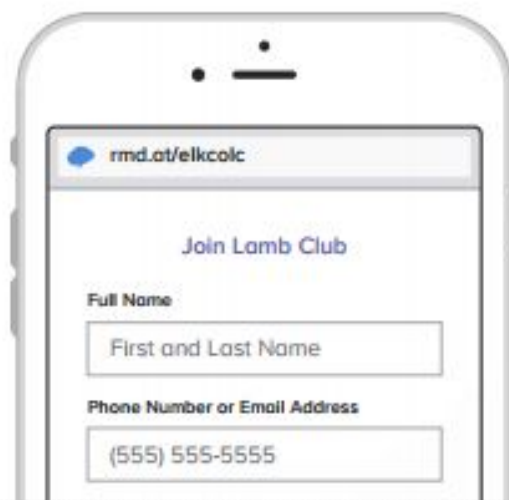 rmd.at/elkcolc
Join Lamb Club
Full Name
First and Last Name
Phone Number or Email Address
(555) 555-5555